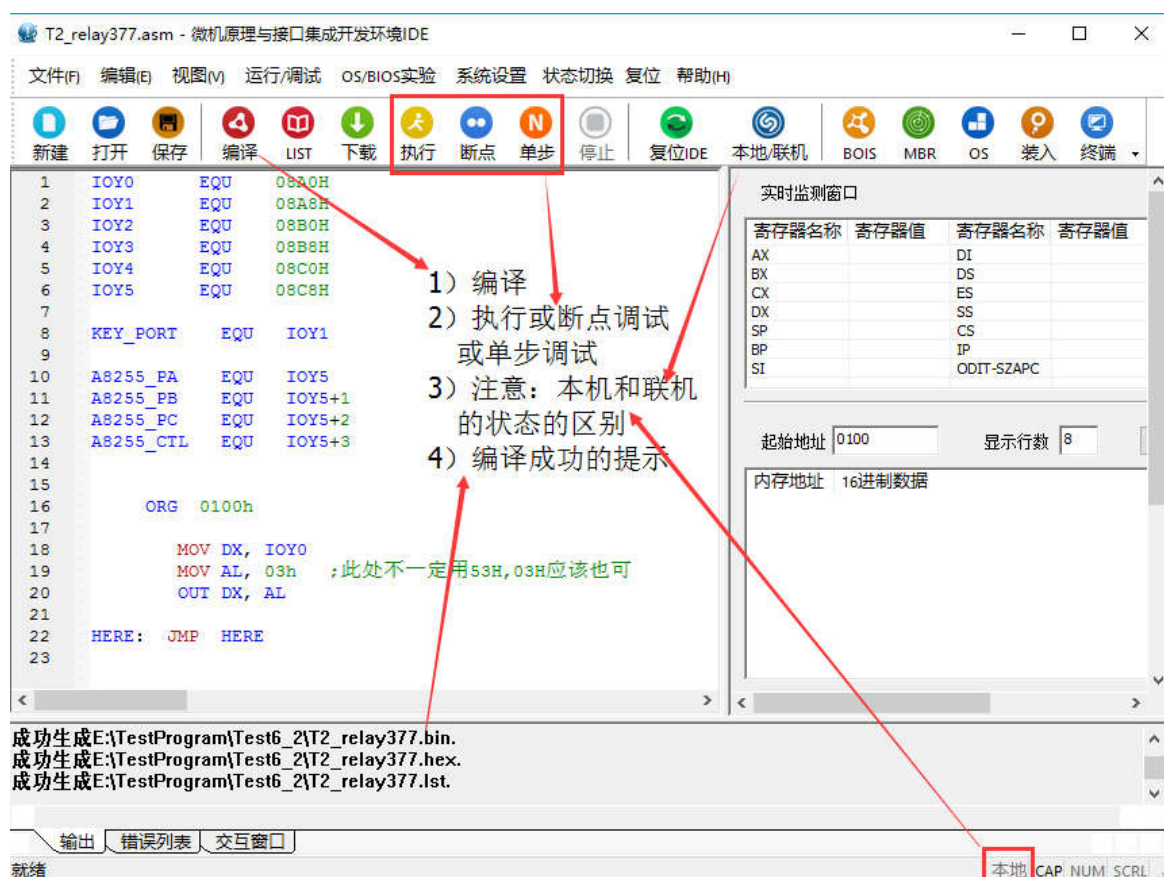 T2_relay377.asm - 微机原理与接口集成开发环境IDE
文件(F) 编辑(E) 视图(V) 运行/调试 OS/BIOS实验 系统设置 状态切换 复位 帮助(H)
新建 打开 保存 编译 LIST 下载 执行 断点 单步 停止 复位IDE 本地/联机 BOIS MBR OS 装入 终端
1 IOY0 EQU 08A0H
2 IOY1 EQU 08A8H
3 IOY2 EQU 08B0H
4 IOY3 EQU 08B8H
5 IOY4 EQU 08C0H
6 IOY5 EQU 08C8H
7
8 KEY_PORT EQU IOY1
9
10 A8255_PA EQU IOY5
11 A8255_PB EQU IOY5+1
12 A8255_PC EQU IOY5+2
13 A8255_CTL EQU IOY5+3
14
15
16 ORG 0100h
17
18 MOV DX, IOY0
19 MOV AL, 03h ;此处不一定用53H,03H应该也可
20 OUT DX, AL
21
22 HERE: JMP HERE
23
1）编译
2）执行或断点调试
或单步调试
3）注意：本机和联机
的状态的区别
4）编译成功的提示
实时监测窗口
寄存器名称 寄存器值 寄存器名称 寄存器值
AX DI
BX DS
CX ES
DX SS
SP CS
BP IP
SI ODIT-SZAPC
起始地址 0100 显示行数 8
内存地址 16进制数据
成功生成E:\TestProgram\Test6_2\T2_relay377.bin.
成功生成E:\TestProgram\Test6_2\T2_relay377.hex.
成功生成E:\TestProgram\Test6_2\T2_relay377.lst.
输出 错误列表 交互窗口
就绪 本地 CAP NUM SCRL